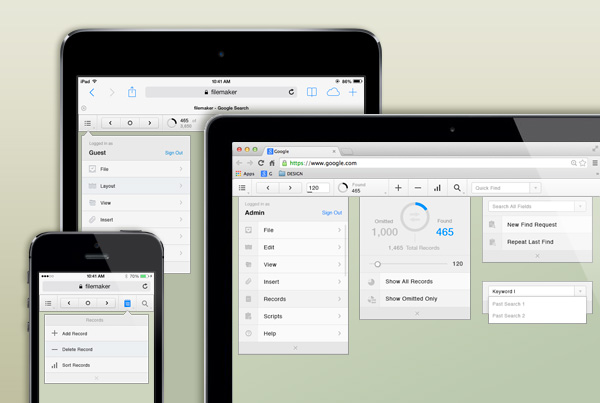 iPad
10:41 AM
86%
filemaker
filemaker - Google Search
465 of
3,650
Logged in as
Guest
Sign Out
File
Layout
View
Insert
10:41 AM
70%
filemaker
Records
Add Record
Delete Record
Sort Records
Google
https://www.google.com
Apps
G
DESIGN
120
Found
465
Quick Find
Logged in as
Admin
Sign Out
File
Edit
View
Insert
Records
Scripts
Help
Omitted
Found
1,000
465
1,465 Total Records
120
Show All Records
Show Omitted Only
Search All Fields
New Find Request
Repeat Last Find
Keyword I
Past Search 1
Past Search 2